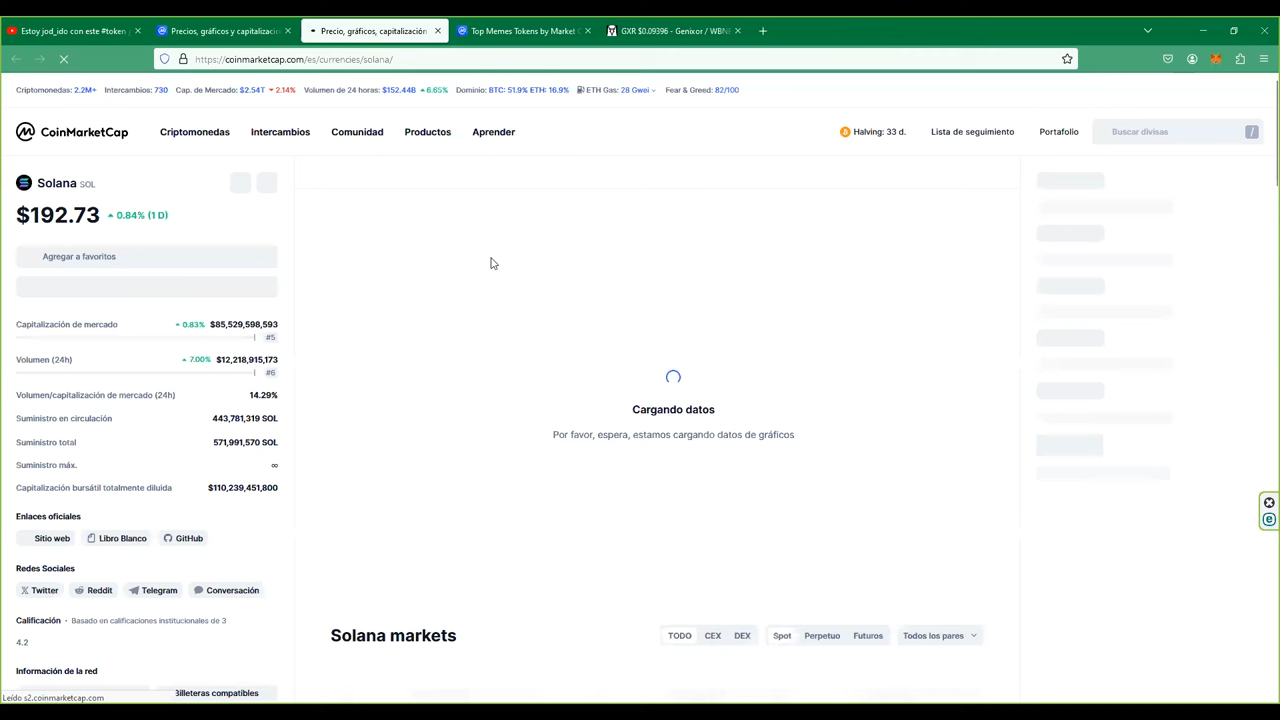 Estoy jod_ido con este #token
Precios, gráficos y capitalizació
Precio, gráficos, capitalización
Top Memes Tokens by Market C
GXR $0.09396 - Genixor / WBNE
https://coinmarketcap.com/es/currencies/solana/
Criptomonedas: 2.2M+ Intercambios: 730 Cap. de Mercado: $2.54T 2.14% Volumen de 24 horas: $152.44B 6.65% Dominio: BTC: 51.9% ETH: 16.9% ETH Gas: 28 Gwei Fear & Greed: 82/100
CoinMarketCap Criptomonedas Intercambios Comunidad Productos Aprender Halving: 33 d. Lista de seguimiento Portafolio Buscar divisas /
Solana SOL
$192.73 0.84% (1 D)
Agregar a favoritos
Capitalización de mercado 0.83% $85,529,598,593
#5
Volumen (24h) 7.00% $12,218,915,173
#6
Volumen/capitalización de mercado (24h) 14.29%
Suministro en circulación 443,781,319 SOL
Suministro total 571,991,570 SOL
Suministro máx. ∞
Capitalización bursátil totalmente diluida $110,239,451,800
Enlaces oficiales
Sitio web Libro Blanco GitHub
Redes Sociales
Twitter Reddit Telegram Conversación
Calificación · Basado en calificaciones institucionales de 3
4.2
Información de la red
Billeteras compatibles
Leído s2.coinmarketcap.com
Cargando datos
Por favor, espera, estamos cargando datos de gráficos
Solana markets TODO CEX DEX Spot Perpetuo Futuros Todos los pares